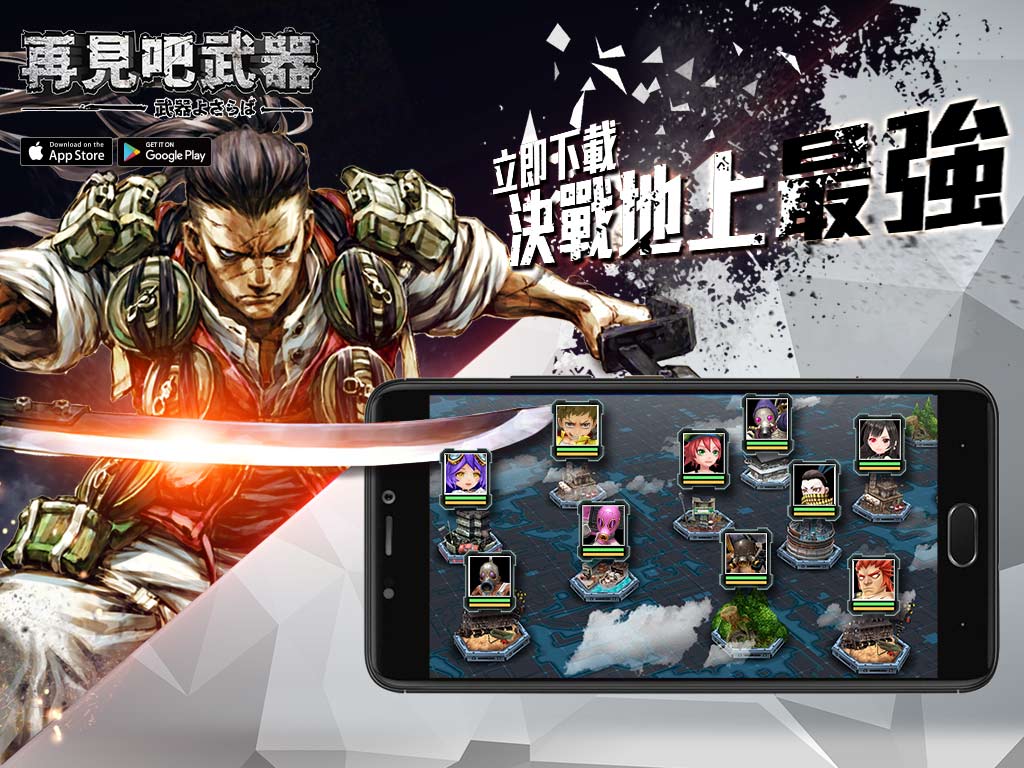 再見吧武器
武器よさらば
Download on the
App Store
GET IT ON
Google Play
立即下載
決戰地上最強